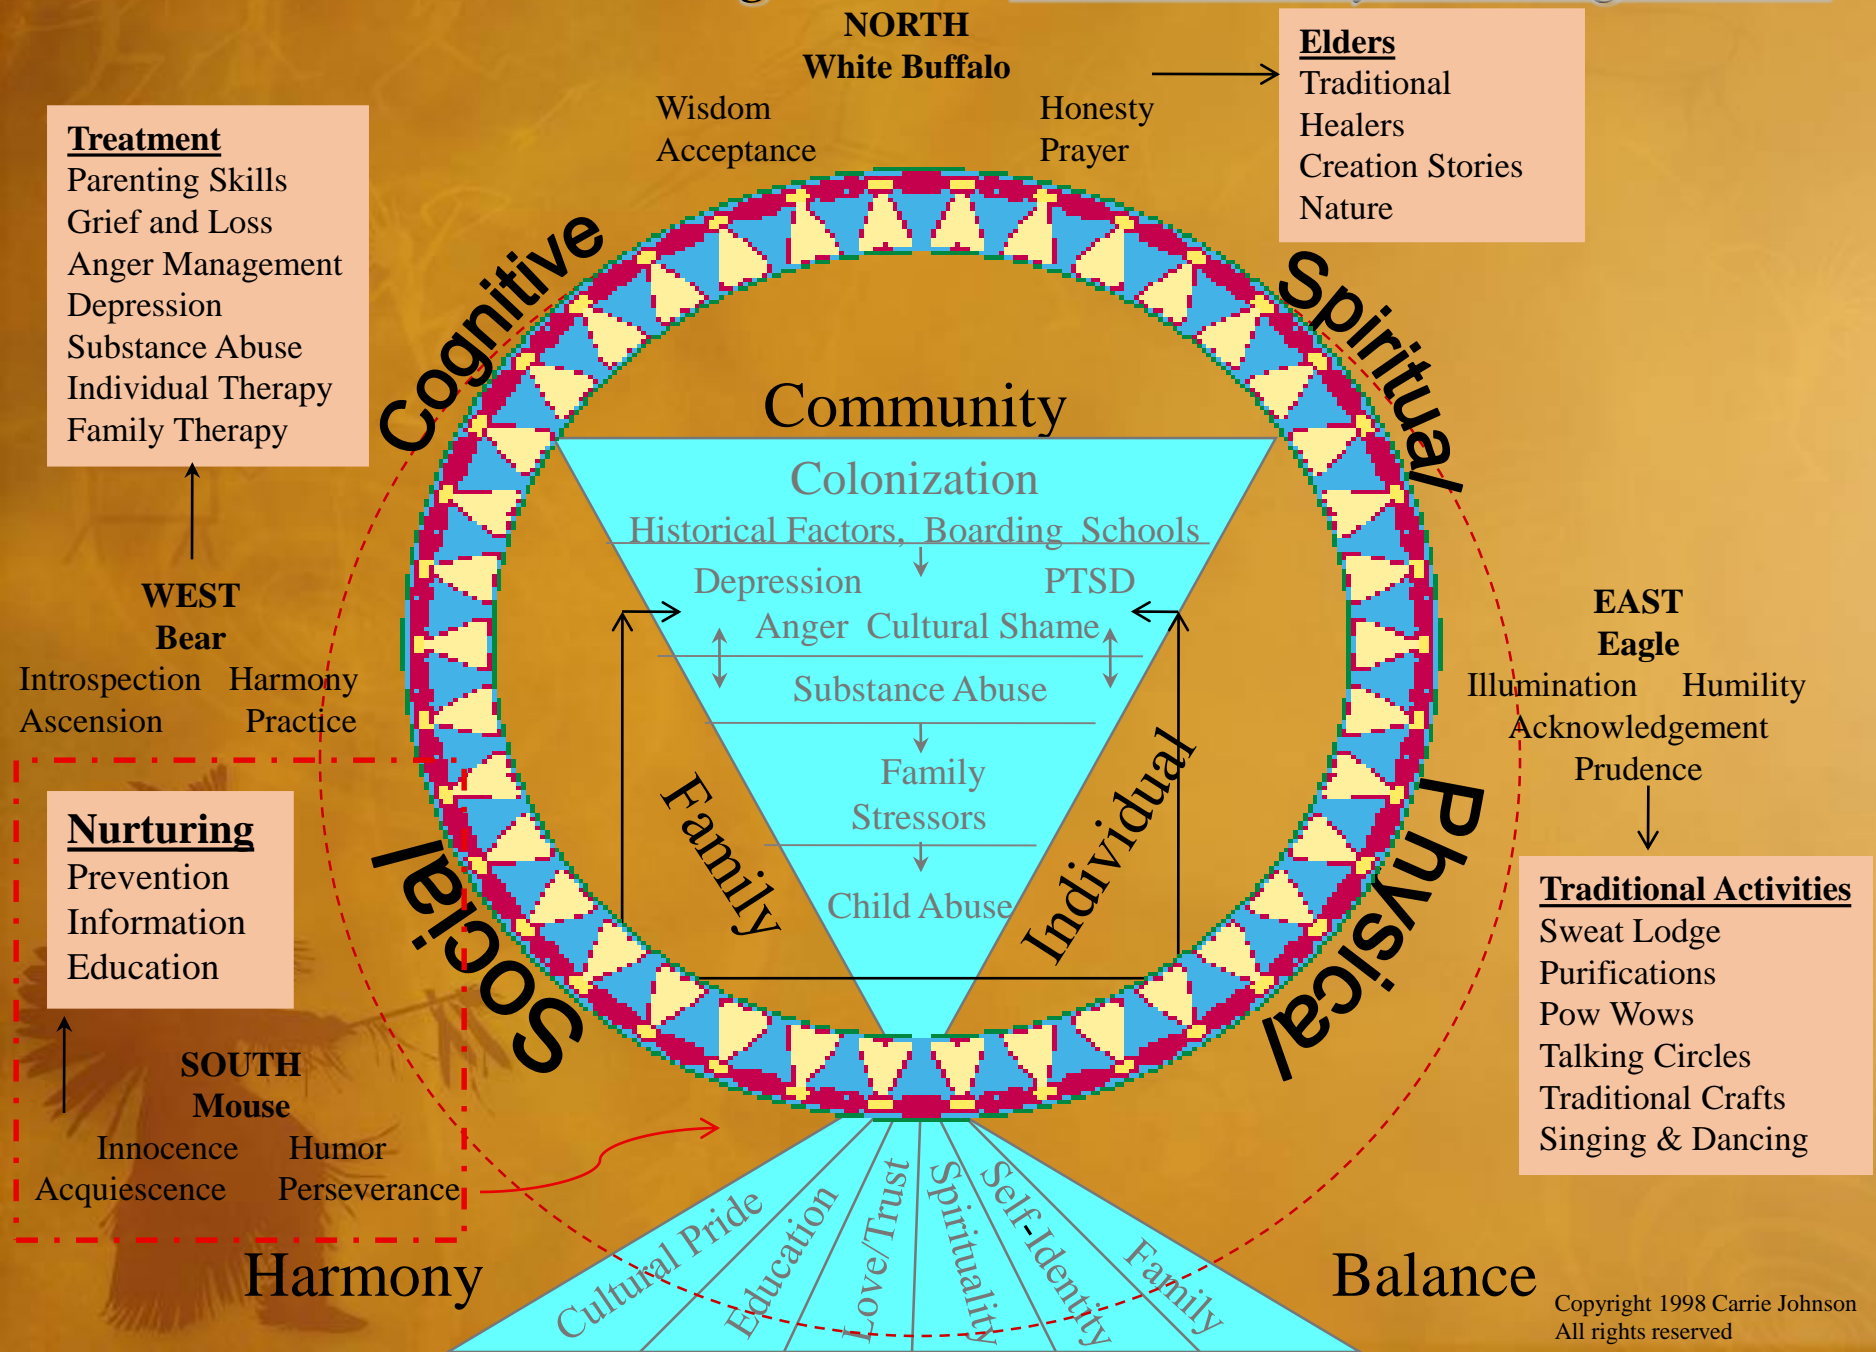 NORTH
White Buffalo
Wisdom Honesty
Acceptance Prayer
Elders
Traditional
Healers
Creation Stories
Nature
Treatment
Parenting Skills
Grief and Loss
Anger Management
Depression
Substance Abuse
Individual Therapy
Family Therapy
Cognitive
Spiritual
Community
Colonization
Historical Factors, Boarding Schools
Depression PTSD
Anger Cultural Shame
Substance Abuse
Family
Stressors
Child Abuse
Family
Individual
WEST
Bear
Introspection Harmony
Ascension Practice
EAST
Eagle
Illumination Humility
Acknowledgement
Prudence
Nurturing
Prevention
Information
Education
Social
Physical
Traditional Activities
Sweat Lodge
Purifications
Pow Wows
Talking Circles
Traditional Crafts
Singing & Dancing
SOUTH
Mouse
Innocence Humor
Acquiescence Perseverance
Cultural Pride
Education
Love/Trust
Spirituality
Self-Identity
Family
Harmony
Balance
Copyright 1998 Carrie Johnson
All rights reserved